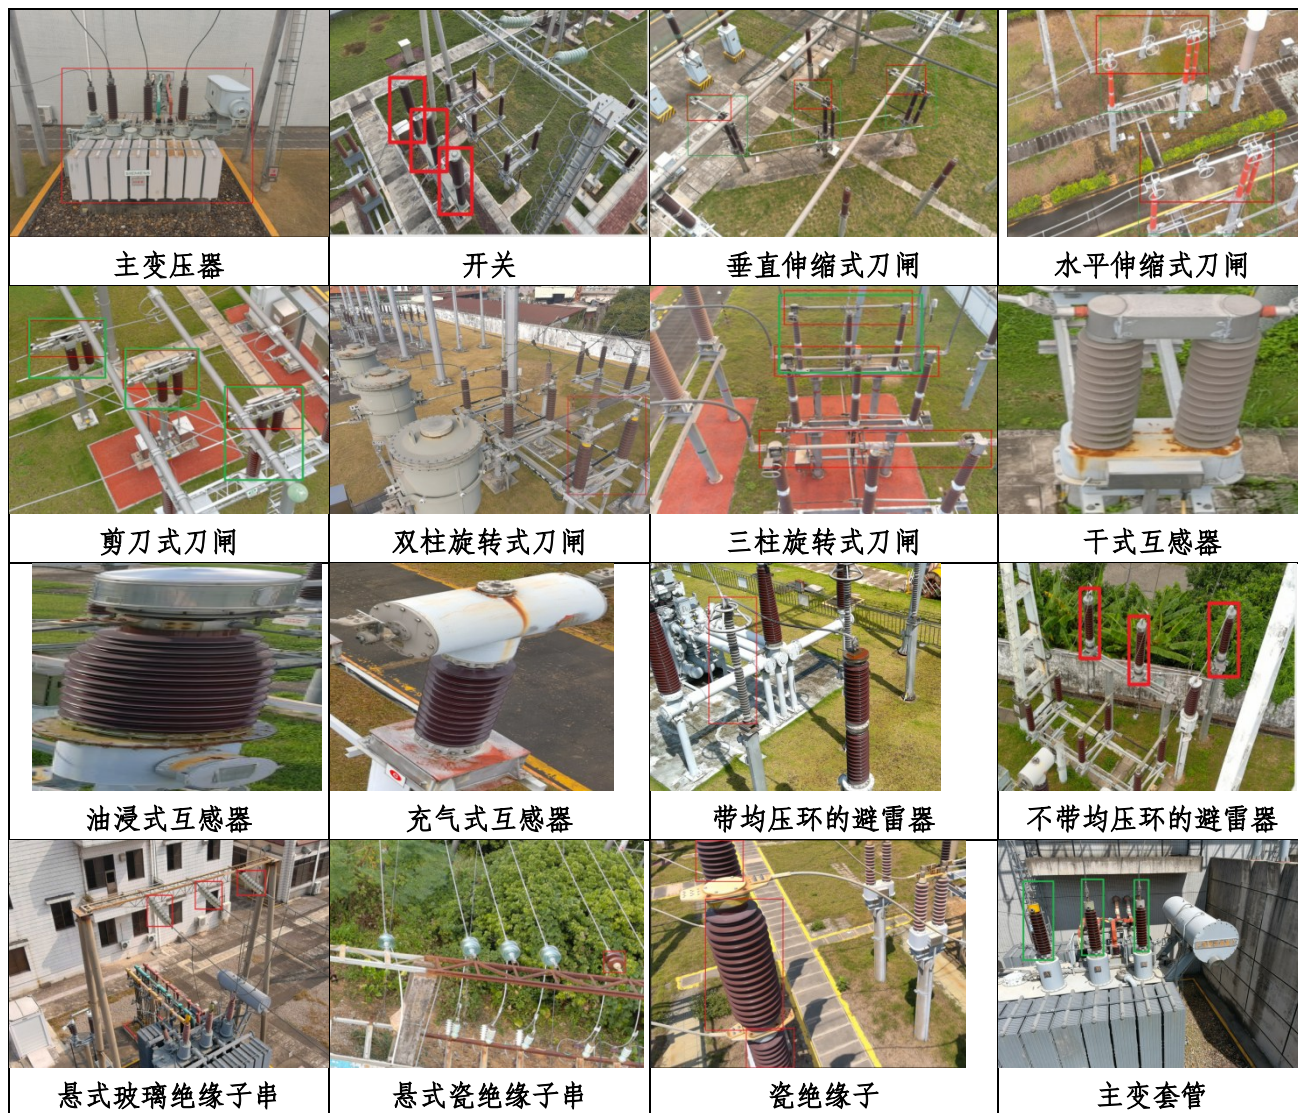 主变压器
开关
垂直伸缩式刀闸
水平伸缩式刀闸
剪刀式刀闸
双柱旋转式刀闸
三柱旋转式刀闸
干式互感器
油浸式互感器
充气式互感器
带均压环的避雷器
不带均压环的避雷器
悬式玻璃绝缘子串
悬式瓷绝缘子串
瓷绝缘子
主变套管